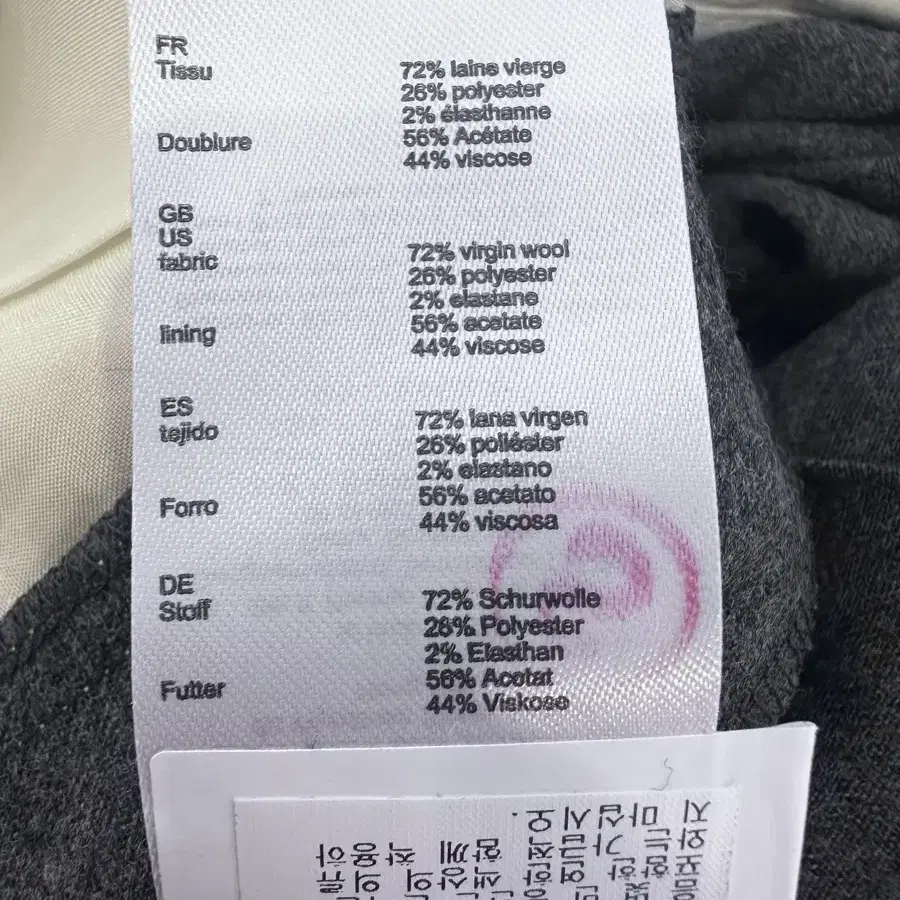 FR
Tissu 72% laine vierge
26% polyester
2% élasthanne
Doublure 56% Acétate
44% viscose
GB
US
fabric 72% virgin wool
26% polyester
2% elastane
lining 56% acetate
44% viscose
ES
tejido 72% lana virgen
26% poliéster
2% elastano
Forro 56% acetato
44% viscosa
DE
Stoff 72% Schurwolle
26% Polyester
2% Elasthan
Futter 56% Acetat
44% Viskose